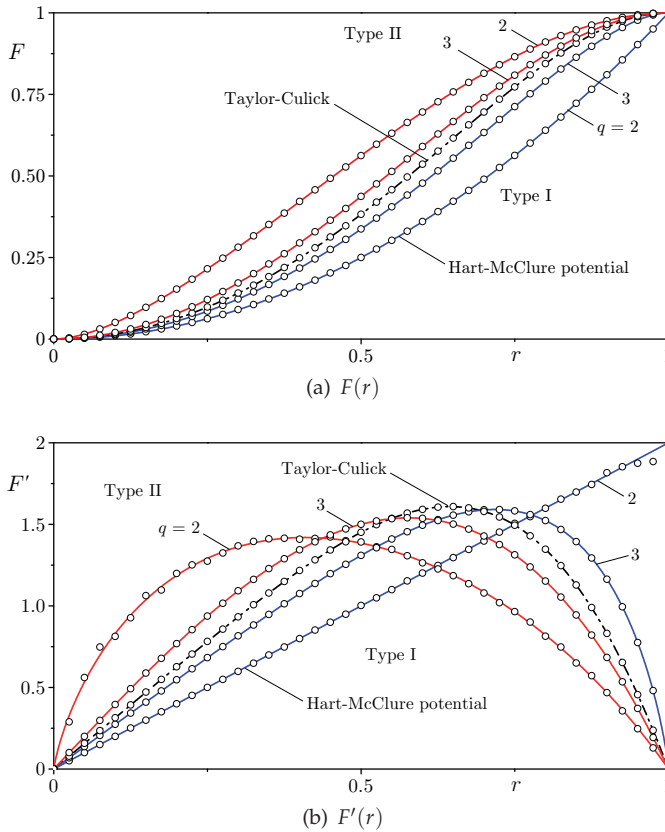 1
Type II
2
F
3
0.75
Taylor-Culick
3
q = 2
0.50
Type I
0.25
Hart-McClure potential
0
0
0.5
r
(a) F(r)
2
Taylor-Culick
F′
Type II
2
3
1.5
q = 2
3
1.0
Type I
0.5
Hart-McClure potential
0
0
0.5
r
(b) F′(r)